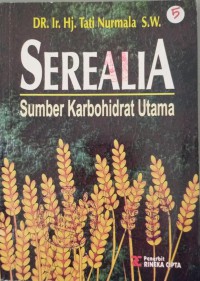 DR. Ir. Hj. Tati Nurmala S.W.
5
SEREALIA
Sumber Karbohidrat Utama
Penerbit
RINEKA CIPTA